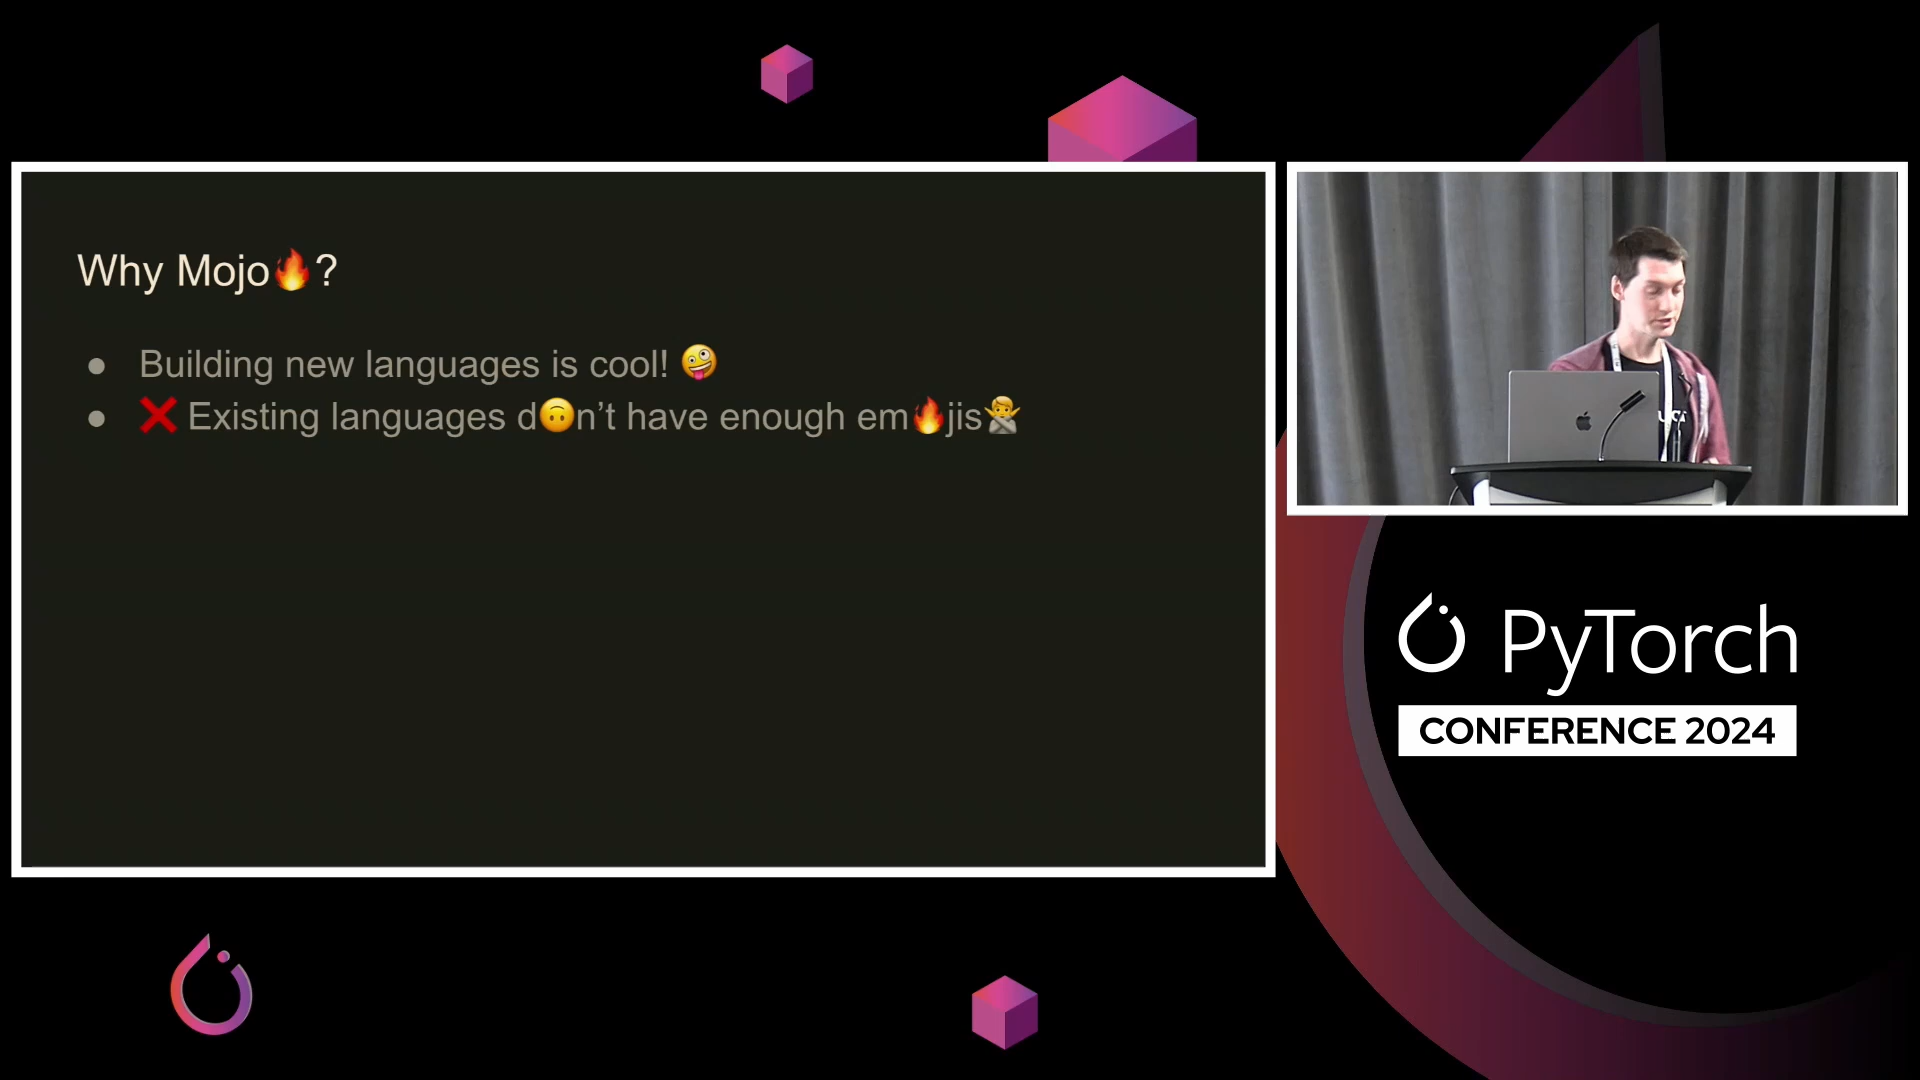 Why Mojo🔥?
● Building new languages is cool! 🤪
● ❌ Existing languages d🙃n’t have enough em🔥jis🙅
PyTorch
CONFERENCE 2024